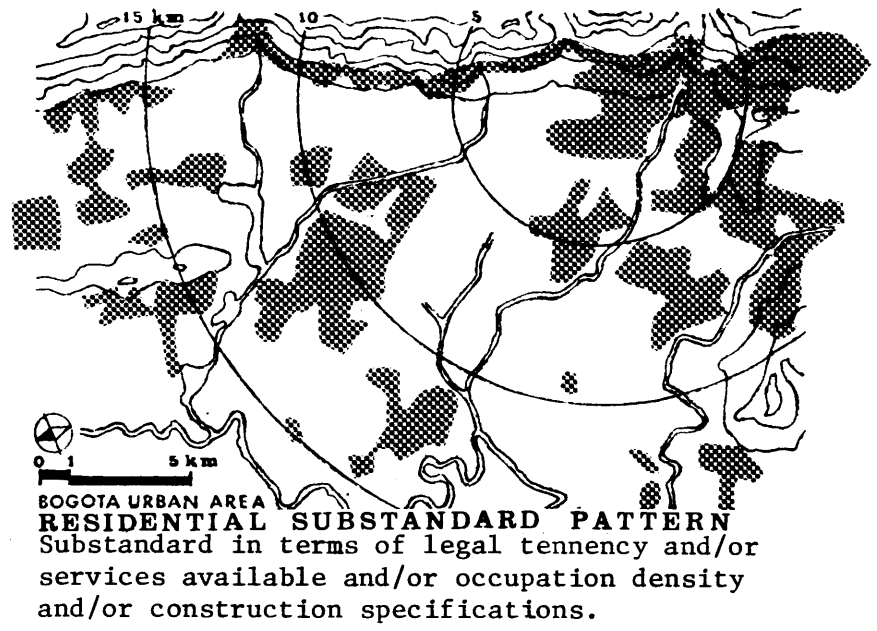 15 km 10 5
0 1 5 km
BOGOTA URBAN AREA
RESIDENTIAL SUBSTANDARD PATTERN
Substandard in terms of legal tennency and/or
services available and/or occupation density
and/or construction specifications.